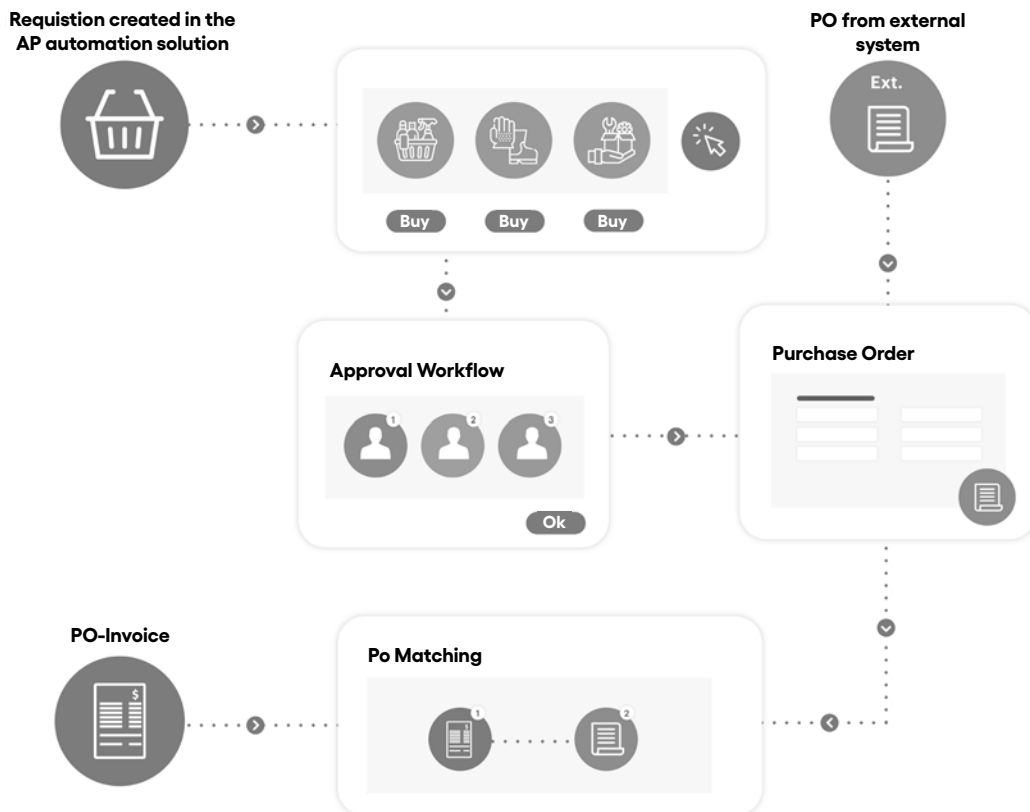 Requistion created in the
AP automation solution
PO from external
system
Ext.
Buy
Buy
Buy
Approval Workflow
1
2
3
Ok
Purchase Order
PO-Invoice
$
Po Matching
$
1
2